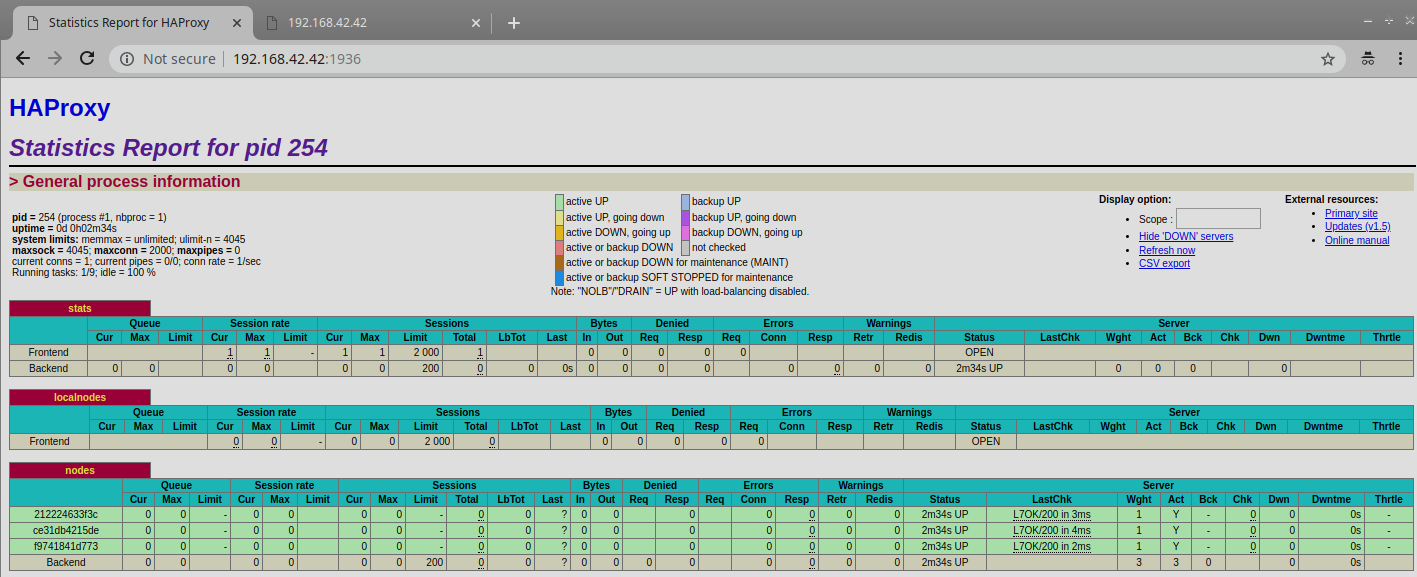 Statistics Report for HAProxy
192.168.42.42
Not secure
192.168.42.42:1936
HAProxy
Statistics Report for pid 254
> General process information
pid = 254 (process #1, nbproc = 1)
uptime = 0d 0h02m34s
system limits: memmax = unlimited; ulimit-n = 4045
maxsock = 4045; maxconn = 2000; maxpipes = 0
current conns = 1; current pipes = 0/0; conn rate = 1/sec
Running tasks: 1/9; idle = 100 %
active UP backup UP
active UP, going down backup UP, going down
active DOWN, going up backup DOWN, going up
active or backup DOWN not checked
active or backup DOWN for maintenance (MAINT)
active or backup SOFT STOPPED for maintenance
Note: "NOLB"/"DRAIN" = UP with load-balancing disabled.
Display option:
Scope :
Hide 'DOWN' servers
Refresh now
CSV export
External resources:
Primary site
Updates (v1.5)
Online manual
stats
Queue Session rate Sessions Bytes Denied Errors Warnings Server
Cur Max Limit Cur Max Limit Cur Max Limit Total LbTot Last In Out Req Resp Req Conn Resp Retr Redis Status LastChk Wght Act Bck Chk Dwn Dwntme Thrtle
Frontend 1 1 - 1 1 2 000 1 0 0 0 0 0 OPEN
Backend 0 0 0 0 0 0 200 0 0 0s 0 0 0 0 0 0 0 0 2m34s UP 0 0 0 0
localnodes
Queue Session rate Sessions Bytes Denied Errors Warnings Server
Cur Max Limit Cur Max Limit Cur Max Limit Total LbTot Last In Out Req Resp Req Conn Resp Retr Redis Status LastChk Wght Act Bck Chk Dwn Dwntme Thrtle
Frontend 0 0 - 0 0 2 000 0 0 0 0 0 0 OPEN
nodes
Queue Session rate Sessions Bytes Denied Errors Warnings Server
Cur Max Limit Cur Max Limit Cur Max Limit Total LbTot Last In Out Req Resp Req Conn Resp Retr Redis Status LastChk Wght Act Bck Chk Dwn Dwntme Thrtle
212224633f3c 0 0 - 0 0 0 0 - 0 0 ? 0 0 0 0 0 0 0 2m34s UP L7OK/200 in 3ms 1 Y - 0 0 0s -
ce31db4215de 0 0 - 0 0 0 0 - 0 0 ? 0 0 0 0 0 0 0 2m34s UP L7OK/200 in 4ms 1 Y - 0 0 0s -
f9741841d773 0 0 - 0 0 0 0 - 0 0 ? 0 0 0 0 0 0 0 2m34s UP L7OK/200 in 2ms 1 Y - 0 0 0s -
Backend 0 0 0 0 0 0 200 0 0 ? 0 0 0 0 0 0 0 0 2m34s UP 3 3 0 0 0s